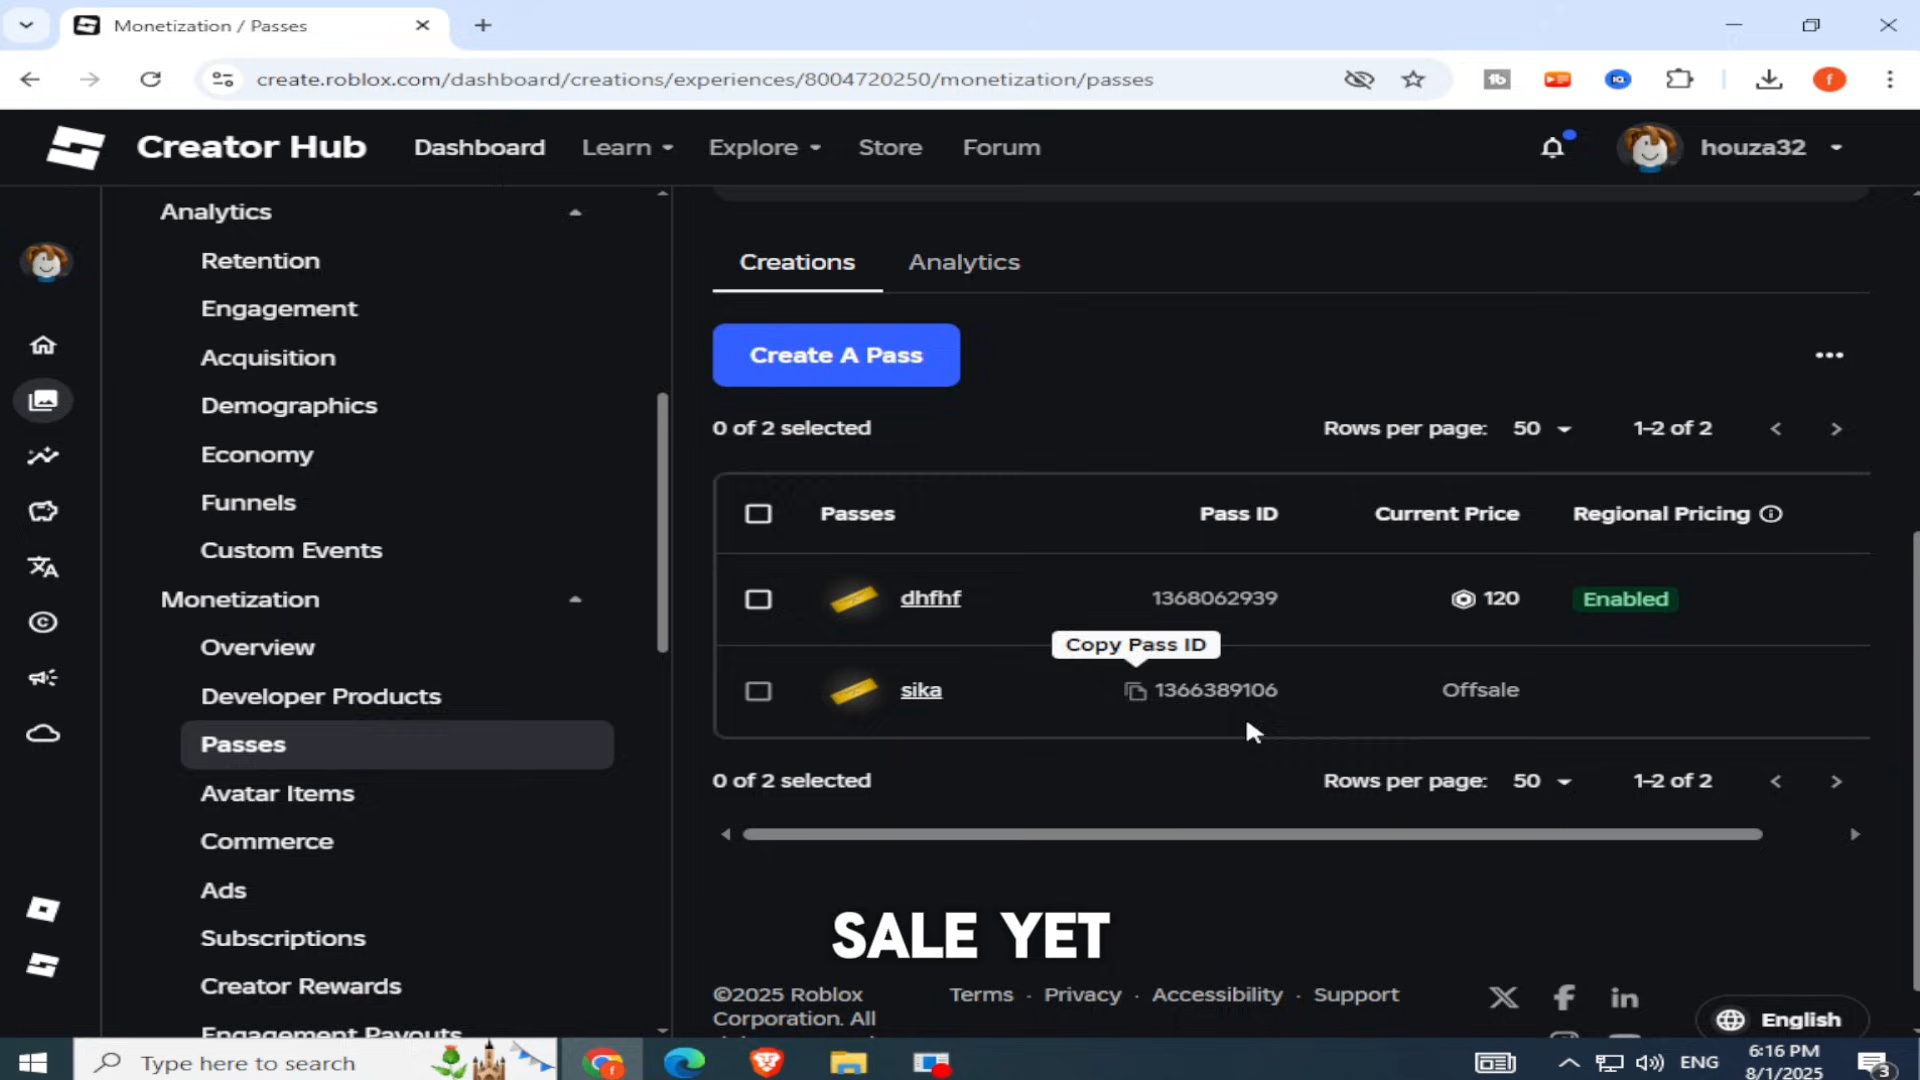 Monetization / Passes
create.roblox.com/dashboard/creations/experiences/8004720250/monetization/passes
Creator Hub
Dashboard
Learn
Explore
Store
Forum
houza32
Analytics
Retention
Engagement
Acquisition
Demographics
Economy
Funnels
Custom Events
Monetization
Overview
Developer Products
Passes
Avatar Items
Commerce
Ads
Subscriptions
Creator Rewards
Engagement Payouts
Creations
Analytics
Create A Pass
0 of 2 selected
Rows per page: 50
1–2 of 2
Passes
Pass ID
Current Price
Regional Pricing
dhfhf
1368062939
120
Enabled
Copy Pass ID
sika
1366389106
Offsale
0 of 2 selected
Rows per page: 50
1–2 of 2
SALE YET
©2025 Roblox
Corporation. All
Terms · Privacy · Accessibility · Support
English
Type here to search
ENG
6:16 PM
8/1/2025
3